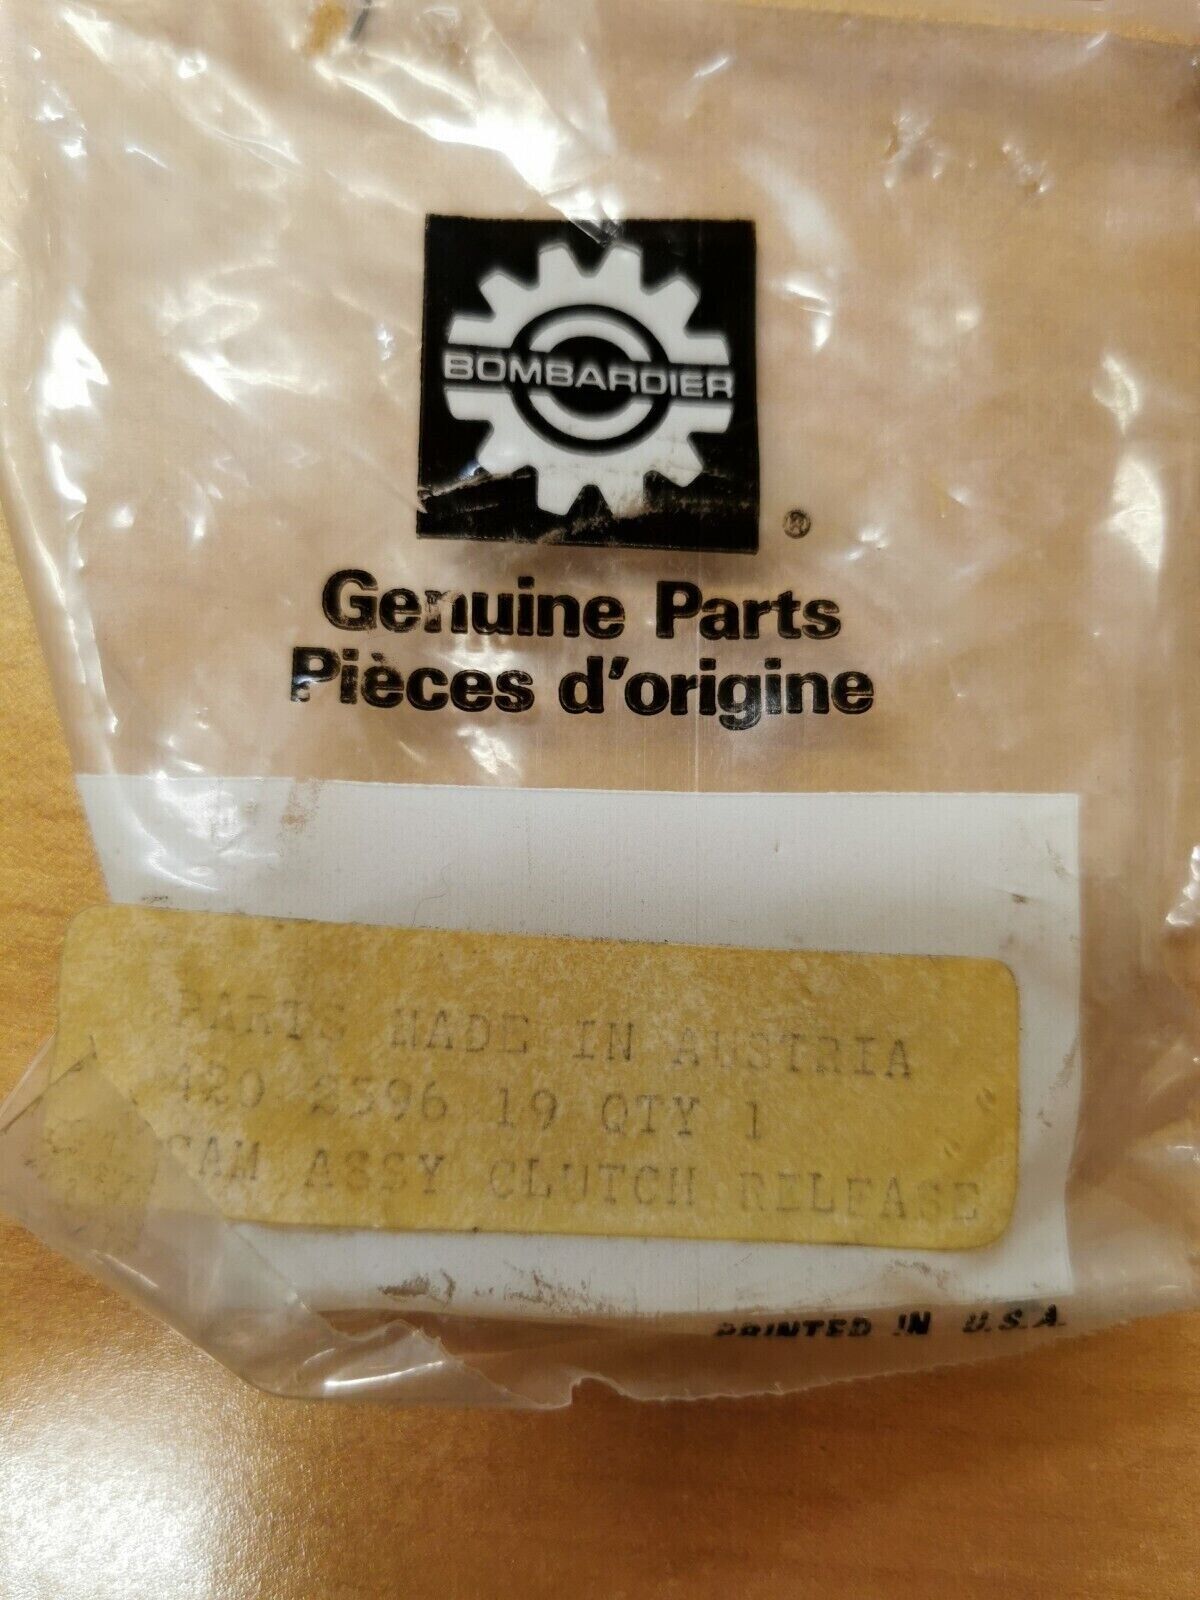 BOMBARDIER
®
Genuine Parts
Pièces d'origine
PARTS MADE IN AUSTRIA
420 2596 19 QTY 1
CAM ASSY CLUTCH RELEASE
PRINTED IN U.S.A.